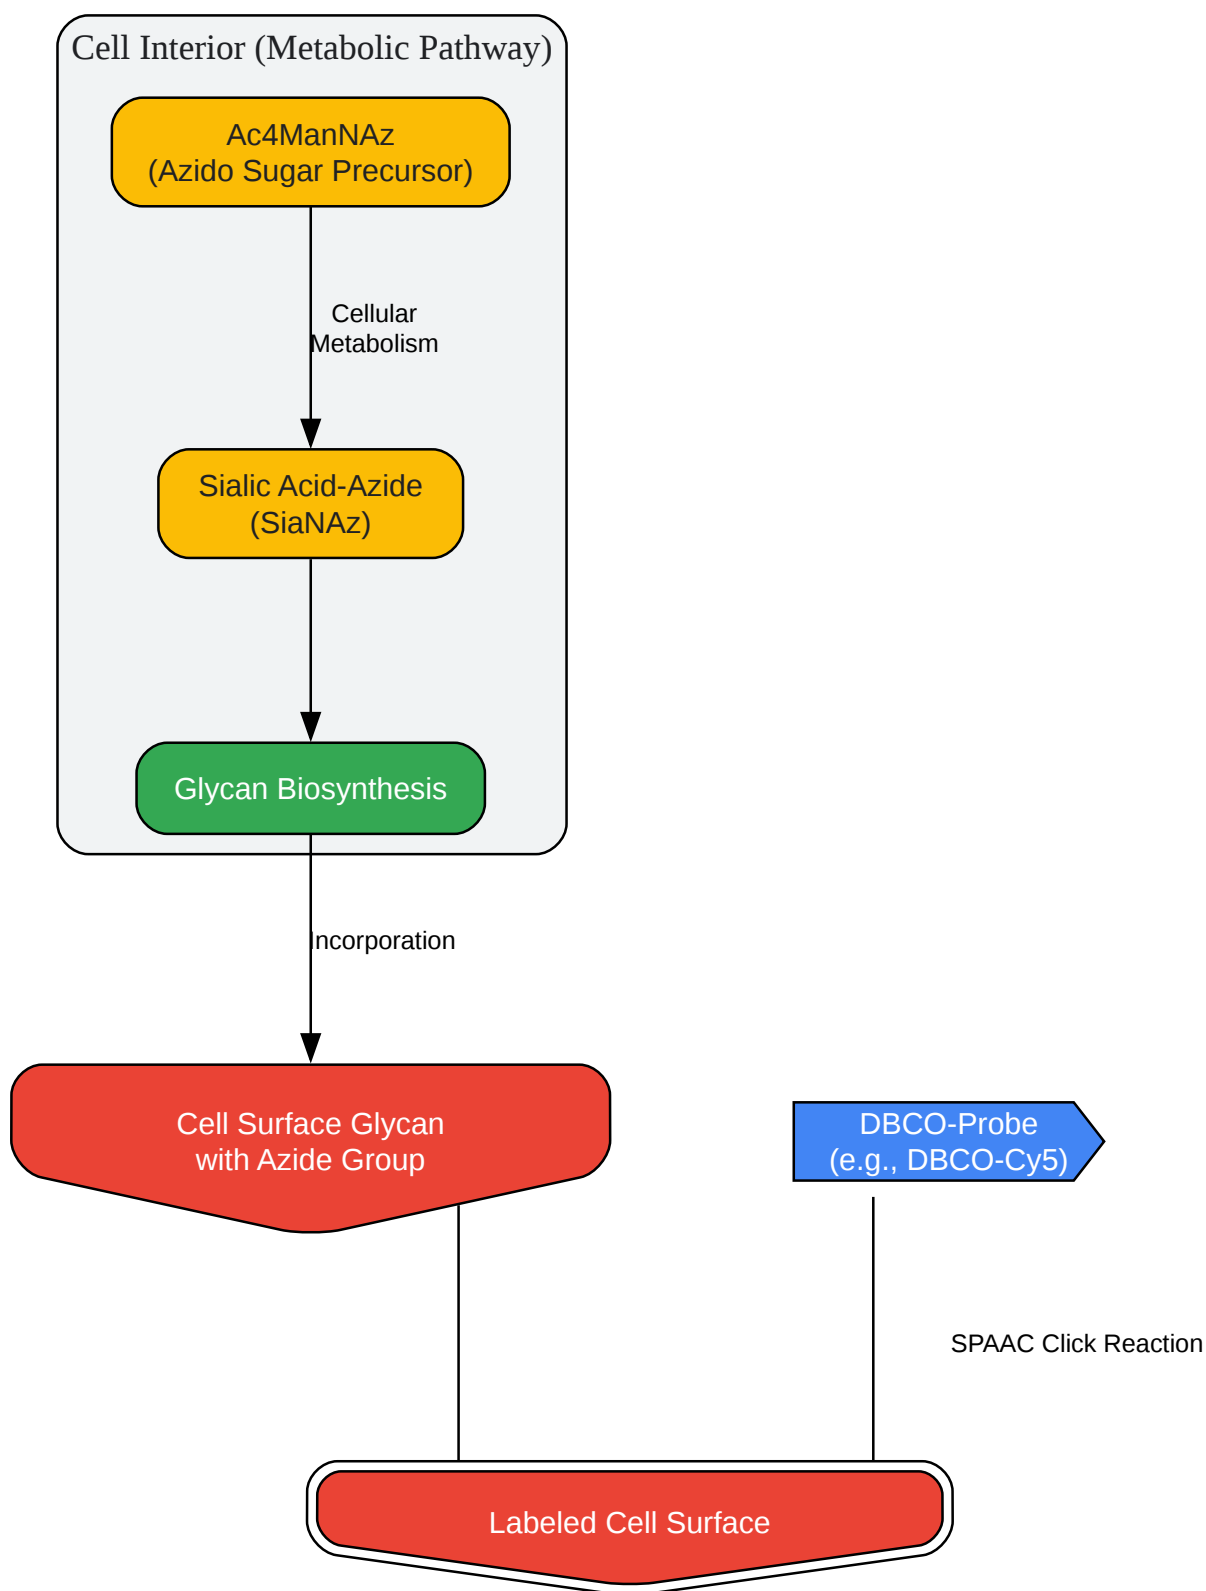 Cell Interior (Metabolic Pathway)
Ac4ManNAz
(Azido Sugar Precursor)
Cellular
Metabolism
Sialic Acid-Azide
(SiaNAz)
Glycan Biosynthesis
Incorporation
Cell Surface Glycan
with Azide Group
DBCO-Probe
(e.g., DBCO-Cy5)
SPAAC Click Reaction
Labeled Cell Surface